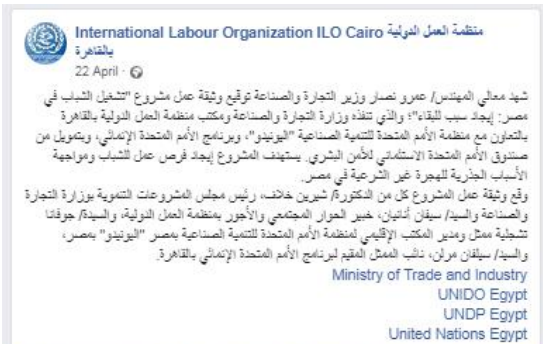 International Labour Organization ILO Cairo منظمة العمل الدولية
بالقاهرة
22 April ·
شهد معالي المهندس/ عمرو نصار وزير التجارة والصناعة توقيع وثيقة عمل مشروع "تشغيل الشباب في
مصر: إيجاد سبب للبقاء"؛ والذي تنفذه وزارة التجارة والصناعة ومكتب منظمة العمل الدولية بالقاهرة
بالتعاون مع منظمة الأمم المتحدة للتنمية الصناعية "اليونيدو"، وبرنامج الأمم المتحدة الإنمائي، وبتمويل من
صندوق الأمم المتحدة الاستئماني للأمن البشري. يستهدف المشروع إيجاد فرص عمل للشباب ومواجهة
الأسباب الجذرية للهجرة غير الشرعية في مصر.
وقع وثيقة عمل المشروع كل من الدكتورة/ شيرين خلاف، رئيس مجلس المشروعات التنموية بوزارة التجارة
والصناعة والسيد/ سيفان أنانيان، خبير الحوار المجتمعي والأجور بمنظمة العمل الدولية، والسيدة/ جوفانا
تشجلية ممثل ومدير المكتب الإقليمي لمنظمة الأمم المتحدة للتنمية الصناعية بمصر "اليونيدو" بمصر،
والسيد/ سيلفان مرلن، نائب الممثل المقيم لبرنامج الأمم المتحدة الإنمائي بالقاهرة.
Ministry of Trade and Industry
UNIDO Egypt
UNDP Egypt
United Nations Egypt